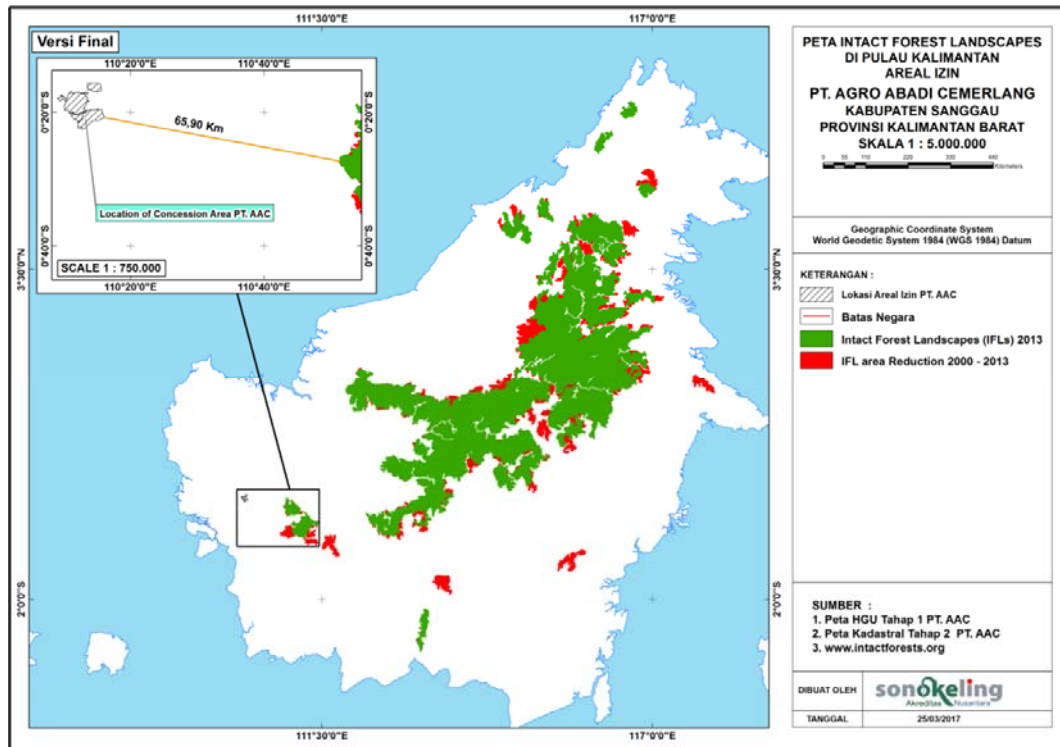 111°30'0"E
117°0'0"E
Versi Final
110°20'0"E
110°40'0"E
0°20'0"S
0°20'0"S
65,90 Km
Location of Concession Area PT. AAC
0°40'0"S
0°40'0"S
SCALE 1 : 750.000
110°20'0"E
110°40'0"E
3°30'0"N
3°30'0"N
2°0'0"S
2°0'0"S
111°30'0"E
117°0'0"E
PETA INTACT FOREST LANDSCAPES
DI PULAU KALIMANTAN
AREAL IZIN
PT. AGRO ABADI CEMERLANG
KABUPATEN SANGGAU
PROVINSI KALIMANTAN BARAT
SKALA 1 : 5.000.000
0 55 110 220 330 440
Kilometers
Geographic Coordinate System
World Geodetic System 1984 (WGS 1984) Datum
KETERANGAN :
Lokasi Areal Izin PT. AAC
Batas Negara
Intact Forest Landscapes (IFLs) 2013
IFL area Reduction 2000 - 2013
SUMBER :
1. Peta HGU Tahap 1 PT. AAC
2. Peta Kadastral Tahap 2 PT. AAC
3. www.intactforests.org
DIBUAT OLEH
sonokeling
Akreditas Nusantara
TANGGAL
25/03/2017